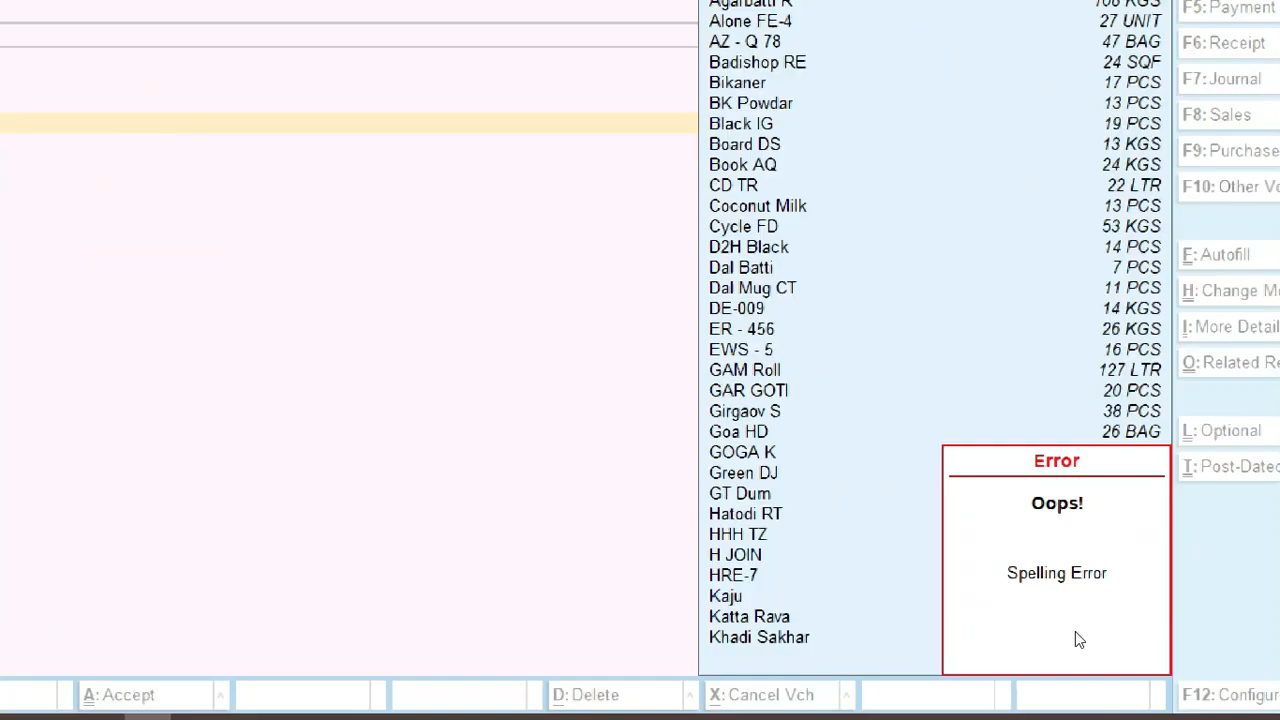 Agarbatti R 106 KGS
Alone FE-4 27 UNIT
AZ - Q 78 47 BAG
Badishop RE 24 SQF
Bikaner 17 PCS
BK Powdar 13 PCS
Black IG 19 PCS
Board DS 13 KGS
Book AQ 24 KGS
CD TR 22 LTR
Coconut Milk 13 PCS
Cycle FD 53 KGS
D2H Black 14 PCS
Dal Batti 7 PCS
Dal Mug CT 11 PCS
DE-009 14 KGS
ER - 456 26 KGS
EWS - 5 16 PCS
GAM Roll 127 LTR
GAR GOTI 20 PCS
Girgaov S 38 PCS
Goa HD 26 BAG
GOGA K
Green DJ
GT Dum
Hatodi RT
HHH TZ
H JOIN
HRE-7
Kaju
Katta Rava
Khadi Sakhar
Error
Oops!
Spelling Error
F5: Payment
F6: Receipt
F7: Journal
F8: Sales
F9: Purchase
F10: Other Vo
F: Autofill
H: Change Mo
I: More Detail
O: Related Re
L: Optional
T: Post-Dated
A: Accept
D: Delete
X: Cancel Vch
F12: Configur